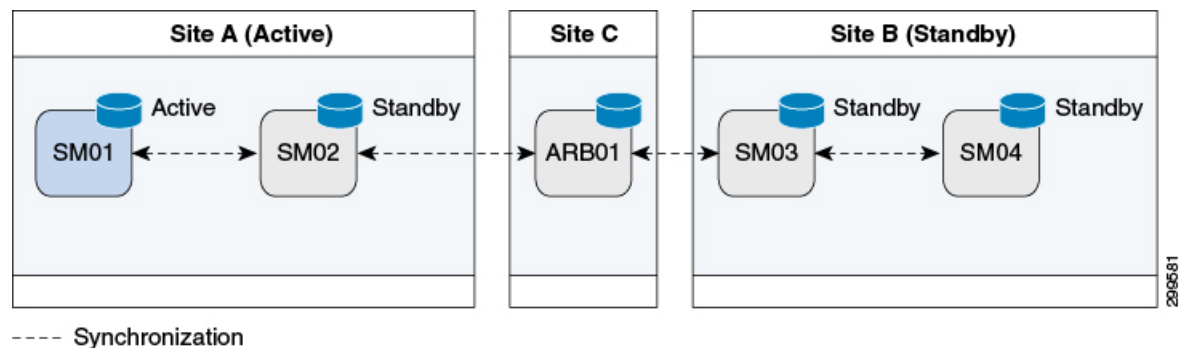 Site A (Active)
Site C
Site B (Standby)
Active
Standby
Standby
Standby
SM01
SM02
ARB01
SM03
SM04
299581
---- Synchronization